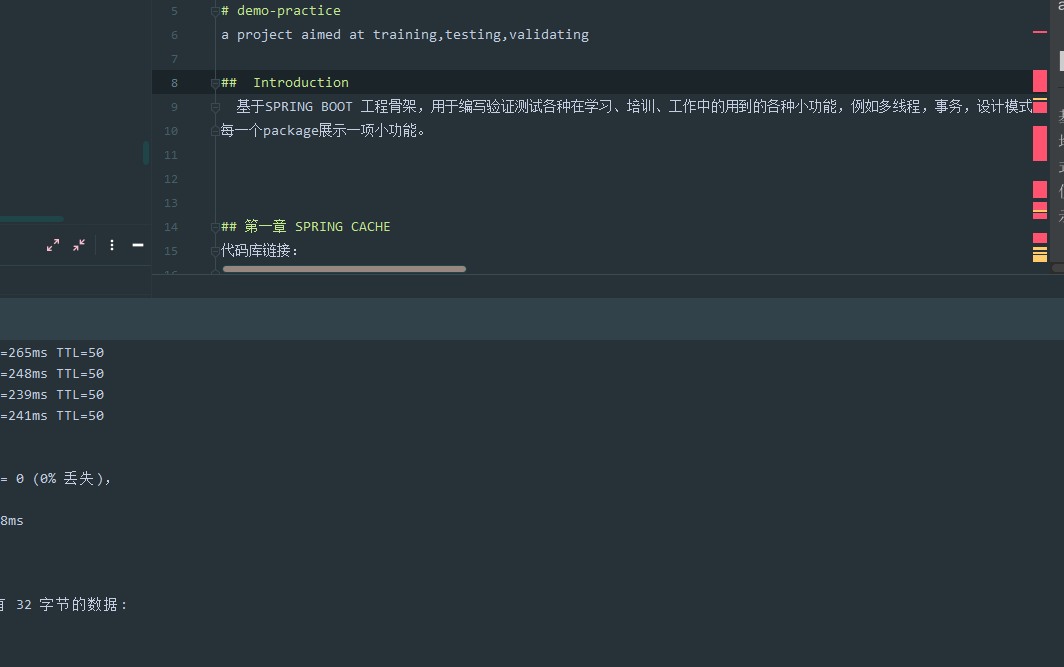 5 # demo-practice
6 a project aimed at training,testing,validating
7
8 ##  Introduction
9 基于SPRING BOOT 工程骨架，用于编写验证测试各种在学习、培训、工作中的用到的各种小功能，例如多线程，事务，设计模式
10 每一个package展示一项小功能。
11
12
13
14 ## 第一章 SPRING CACHE
15 代码库链接：
16
=265ms TTL=50
=248ms TTL=50
=239ms TTL=50
=241ms TTL=50
= 0 (0% 丢失)，
8ms
有 32 字节的数据：